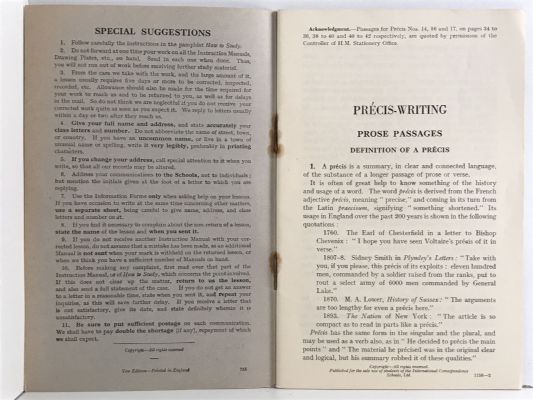 SPECIAL SUGGESTIONS
1. Follow carefully the instructions in the pamphlet How to Study.
2. Do not forward at one time all your work on all the Instruction Manuals,
Drawing Plates, etc., on hand. Send in each one when done. Thus,
you will not run out of work before receiving further study material.
3. From the care we take with the work, and the large amount of it,
a lesson usually requires five days or more to be corrected, inspected,
recorded, etc. Allowance should also be made for the time required for
your work to reach us and to be returned to you, as well as for delays
in the mail. So do not think we are neglectful if you do not receive your
corrected work quite as soon as you expect it. We reply to letters usually
within a day or two after they reach us.
4. Give your full name and address, and state accurately your
class letters and number. Do not abbreviate the name of street, town,
or country. If you have an uncommon name, or live in a town of
unusual name or spelling, write it very legibly, preferably in printing
characters.
5. If you change your address, call special attention to it when you
write, so that all our records may be altered.
6. Address your communications to the Schools, not to individuals;
but mention the initials given at the foot of a letter to which you are
replying.
7. Use the Information Forms only when asking help on your lesson.
If you have occasion to write at the same time concerning other matters,
use a separate sheet, being careful to give name, address, and class
letters and number on it.
8. If you find it necessary to complain about the non-return of a lesson,
state the name of the lesson and when you sent it.
9. If you do not receive another Instruction Manual with your cor-
rected lesson, do not assume that a mistake has been made, as no additional
Manual is not sent when your work is withheld on the returned lesson, or
when we think you have a sufficient number of Manuals in hand.
10. Before making any complaint, first read over that part of the
Instruction Manual, or of How to Study, which concerns the point involved.
If this does not clear up the matter, return to us the lesson,
and also send a full statement of the case. If you do not get an answer
to a letter in a reasonable time, state when you sent it, and repeat your
inquiries, as this will save further delay. If you receive a letter that
is not satisfactory, give its date, and state definitely wherein it is
unsatisfactory.
11. Be sure to put sufficient postage on each communication.
We shall have to pay double the shortage (if any), repayment of which
we shall expect.
Copyright—All rights reserved
New Edition—Printed in England
Acknowledgment.—Passages for Précis Nos. 14, 16 and 17, on pages 34 to
36, 38 to 40 and 40 to 42 respectively, are quoted by permission of the
Controller of H.M. Stationery Office.
PRÉCIS-WRITING
PROSE PASSAGES
DEFINITION OF A PRÉCIS
1. A précis is a summary, in clear and connected language,
of the substance of a longer passage of prose or verse.
It is often of great help to know something of the history
and usage of a word. The word précis is derived from the French
adjective précis, meaning " precise," and coming in its turn from
the Latin praecisum, signifying " something shortened." Its
usage in England over the past 200 years is shown in the following
quotations :
1760. The Earl of Chesterfield in a letter to Bishop
Chevenix : " I hope you have seen Voltaire's précis of it in
verse."
1807–8. Sidney Smith in Plymley's Letters : " Take with
you, if you please, this précis of its exploits : eleven hundred
men, commanded by a soldier raised from the ranks, put to
rout a select army of 6000 men commanded by General
Lake."
1870. M. A. Lower, History of Sussex : " The arguments
are too lengthy for even a précis here."
1893. The Nation of New York : " The article is so
compact as to read in parts like a précis."
Précis has the same form in the singular and the plural, and
may be used as a verb also, as in " He decided to précis the main
points " and " The material he précised was in the original clear
and logical, but his summary robbed it of these qualities."
Copyright—All rights reserved.
Published for the sole use of students of the International Correspondence
Schools, Ltd.
1156—2